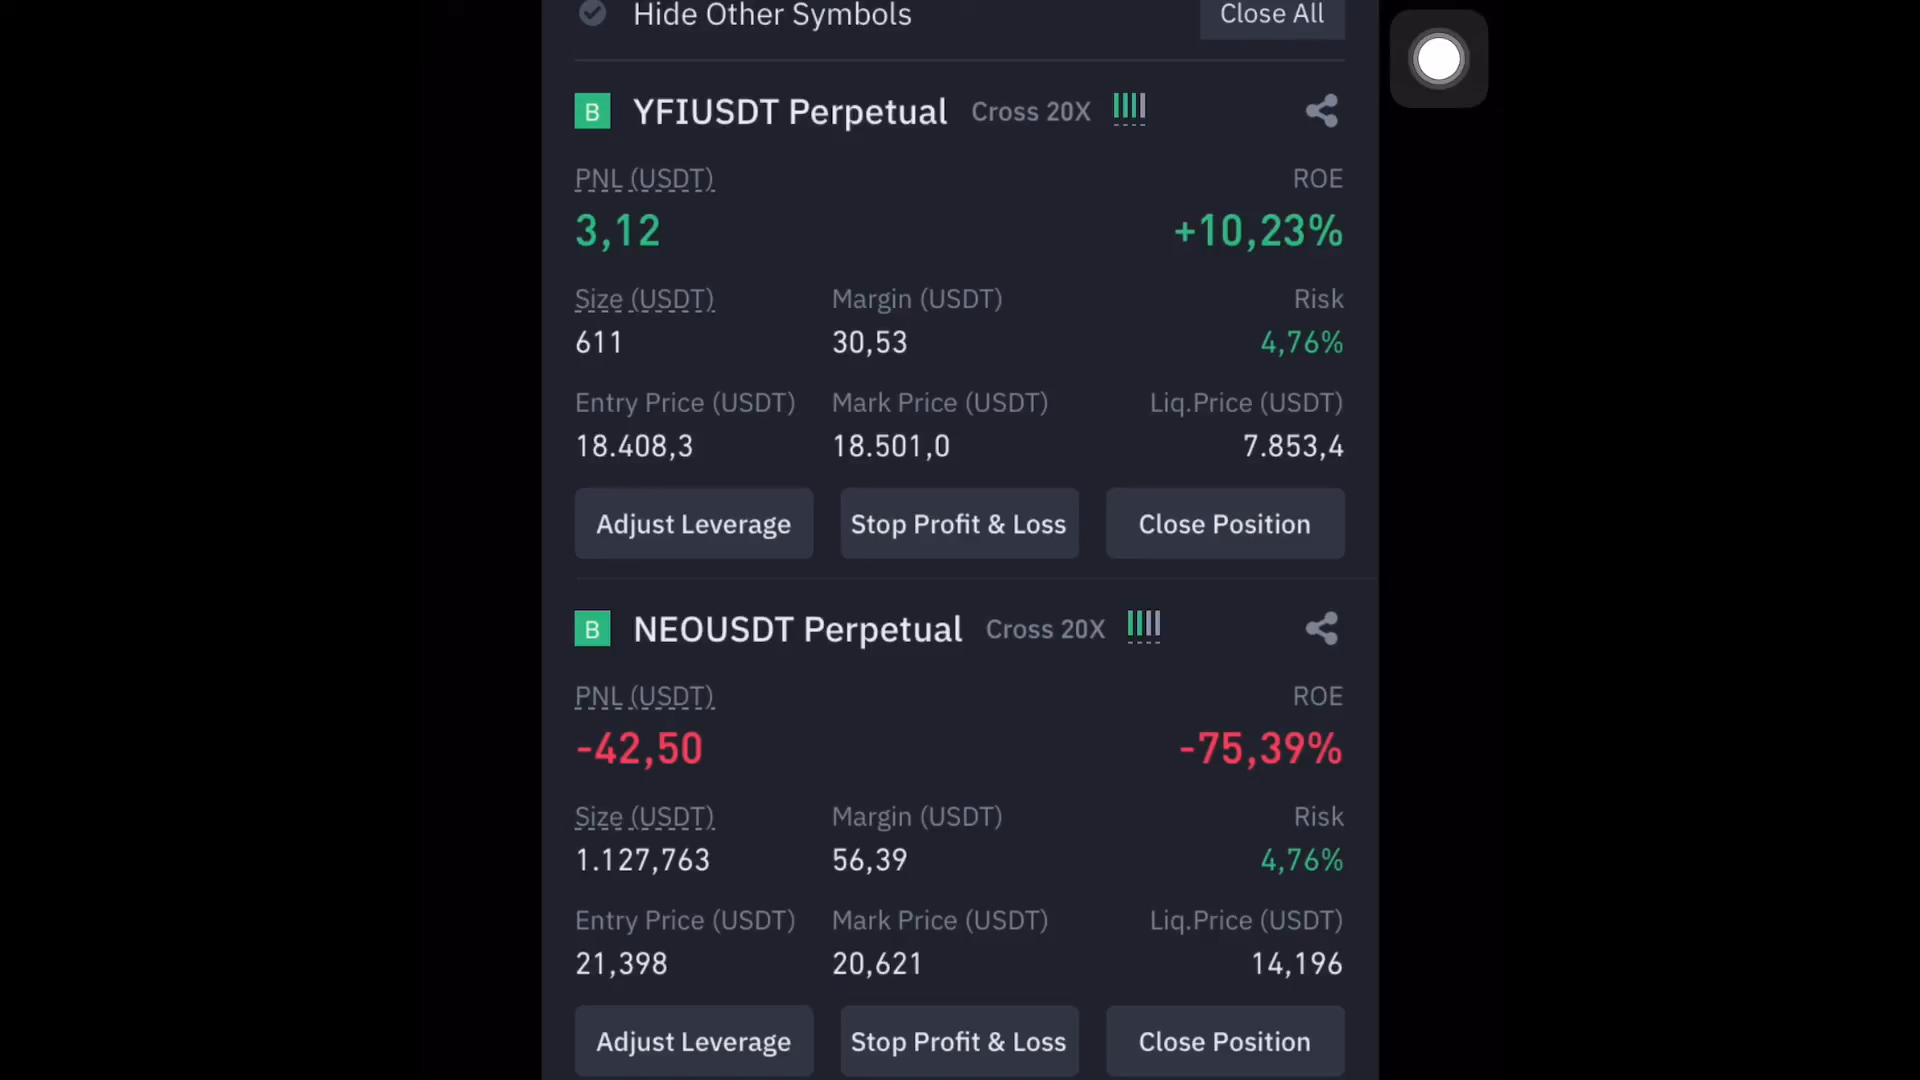 Hide Other Symbols Close All
B YFIUSDT Perpetual Cross 20X
PNL (USDT) ROE
3,12 +10,23%
Size (USDT) Margin (USDT) Risk
611 30,53 4,76%
Entry Price (USDT) Mark Price (USDT) Liq.Price (USDT)
18.408,3 18.501,0 7.853,4
Adjust Leverage Stop Profit & Loss Close Position
B NEOUSDT Perpetual Cross 20X
PNL (USDT) ROE
-42,50 -75,39%
Size (USDT) Margin (USDT) Risk
1.127,763 56,39 4,76%
Entry Price (USDT) Mark Price (USDT) Liq.Price (USDT)
21,398 20,621 14,196
Adjust Leverage Stop Profit & Loss Close Position